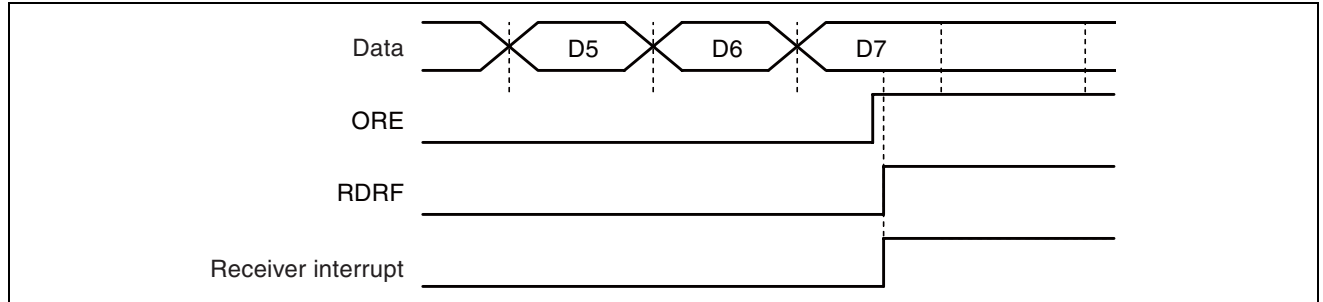 Data D5 D6 D7
ORE
RDRF
Receiver interrupt